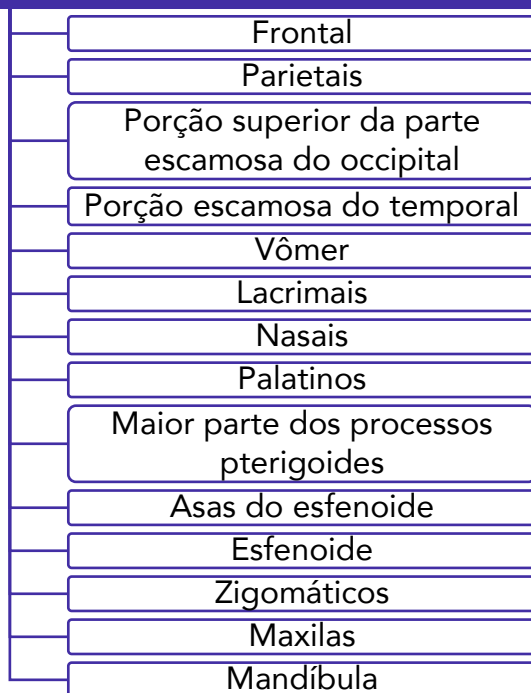 Frontal
Parietais
Porção superior da parte
escamosa do occipital
Porção escamosa do temporal
Vômer
Lacrimais
Nasais
Palatinos
Maior parte dos processos
pterigoides
Asas do esfenoide
Esfenoide
Zigomáticos
Maxilas
Mandíbula